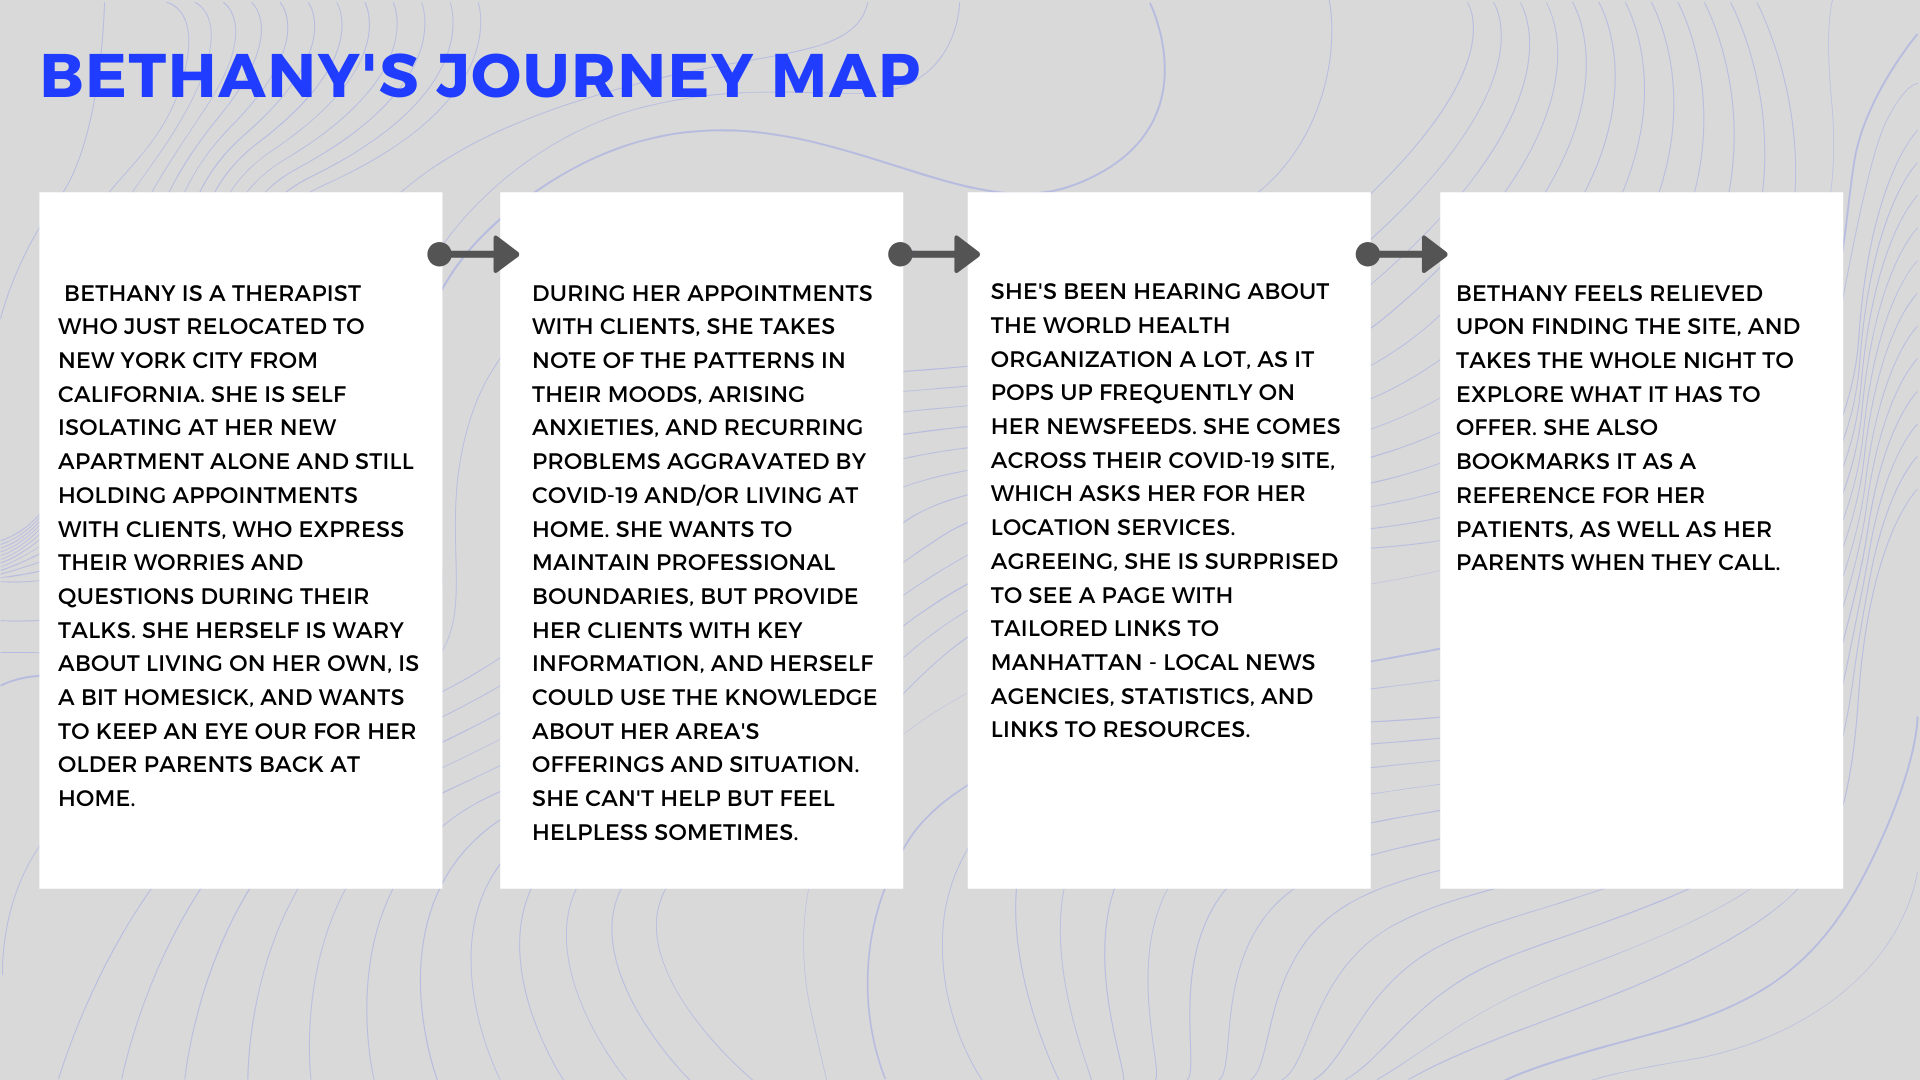 BETHANY'S JOURNEY MAP
BETHANY IS A THERAPIST
WHO JUST RELOCATED TO
NEW YORK CITY FROM
CALIFORNIA. SHE IS SELF
ISOLATING AT HER NEW
APARTMENT ALONE AND STILL
HOLDING APPOINTMENTS
WITH CLIENTS, WHO EXPRESS
THEIR WORRIES AND
QUESTIONS DURING THEIR
TALKS. SHE HERSELF IS WARY
ABOUT LIVING ON HER OWN, IS
A BIT HOMESICK, AND WANTS
TO KEEP AN EYE OUR FOR HER
OLDER PARENTS BACK AT
HOME.
DURING HER APPOINTMENTS
WITH CLIENTS, SHE TAKES
NOTE OF THE PATTERNS IN
THEIR MOODS, ARISING
ANXIETIES, AND RECURRING
PROBLEMS AGGRAVATED BY
COVID-19 AND/OR LIVING AT
HOME. SHE WANTS TO
MAINTAIN PROFESSIONAL
BOUNDARIES, BUT PROVIDE
HER CLIENTS WITH KEY
INFORMATION, AND HERSELF
COULD USE THE KNOWLEDGE
ABOUT HER AREA'S
OFFERINGS AND SITUATION.
SHE CAN'T HELP BUT FEEL
HELPLESS SOMETIMES.
SHE'S BEEN HEARING ABOUT
THE WORLD HEALTH
ORGANIZATION A LOT, AS IT
POPS UP FREQUENTLY ON
HER NEWSFEEDS. SHE COMES
ACROSS THEIR COVID-19 SITE,
WHICH ASKS HER FOR HER
LOCATION SERVICES.
AGREEING, SHE IS SURPRISED
TO SEE A PAGE WITH
TAILORED LINKS TO
MANHATTAN - LOCAL NEWS
AGENCIES, STATISTICS, AND
LINKS TO RESOURCES.
BETHANY FEELS RELIEVED
UPON FINDING THE SITE, AND
TAKES THE WHOLE NIGHT TO
EXPLORE WHAT IT HAS TO
OFFER. SHE ALSO
BOOKMARKS IT AS A
REFERENCE FOR HER
PATIENTS, AS WELL AS HER
PARENTS WHEN THEY CALL.